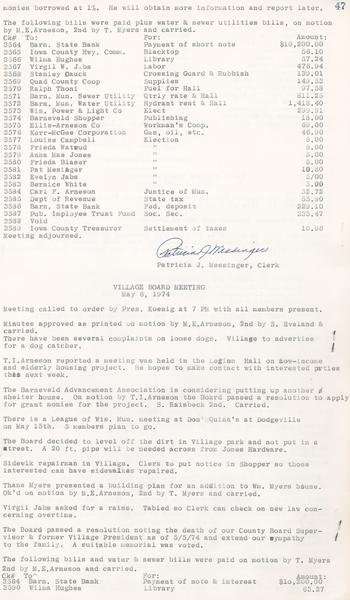 47
monies borrowed at 1%. He will obtain more information and report later.
The following bills were paid plus water & sewer utilities bills, on motion
by M.E.Arneson, 2nd by T. Myers and carried.
Ck# To For: Amount:
3564 Barn. State Bank Payment of short note $10,200.00
3565 Iowa County Hwy. Comm. Blacktop 58.10
3566 Wilma Hughes Library 57.24
3567 Virgil W. Jbs Labor 476.94
3568 Stanley Quuck Crossing Guard & Rubbish 139.01
3569 Quad County Coop Supplies 149.52
3570 Ralph Thoni Fuel for Hall 97.58
3571 Barn. Mun. Sewer Utility Qtrly rate & Hall 811.25
3572 Barn. Mun. Water Utility Hydrant rent & Hall 1,418.40
3573 Wis. Power & Light Co Elect 299.91
3574 Barneveld Shopper Publishing 18.00
3575 Ellis-Arneson Co Workman's Comp. 69.00
3576 Kerr-McGee Corporation Gas, oil, etc. 46.90
3577 Louise Campbell Election 5.00
3578 Frieda Watrud " 5.00
3579 Anna Mae Jones " 5.00
3580 Frieda Blaser " 5.00
3581 Pat Messinger " 10.80
3582 Evelyn Jabs " 5/00
3583 Bernice White " 5.00
3584 Carl F. Arneson Justice of Mun. 32.72
3585 Dept of Revenue State tax 53.90
3586 Barn. State Bank Fed. deposit 229.10
3587 Pub. Employee Trust Fund Soc. Sec. 233.47
3588 Void
3589 Iowa County Treasurer Settlement of taxes 10.96
Meeting adjourned.
Patricia J. Messinger
Patricia J. Messinger, Clerk
VILLAGE BOARD MEETING
May 6, 1974
Meeting called to order by Pres. Koenig at 7 PM with all members present.
Minutes approved as printed on motion by M.E.Arneson, 2nd by S. Eveland &
carried.
There have been several complaints on loose dogs. Village to advertise
for a dog catcher.
T.I.Arneson reported a meeting was held in the Legion Hall on low-income
and elderly housing project. He hopes to make contact with interested prties
this next week.
The Barneveld Advancement Association is considering putting up another
shelter house. On motion by T.I.Arneson the Board passed a resolution to apply
for grant monies for the project. S. Haisbeck 2nd. Carried.
There is a League of Wis. Mun. meeting at Don Quinn's at Dodgeville
on May 15th. 3 members plan to go.
The Board decided to level off the dirt in Village park and not put in a
street. A 20 ft. pipe will be needed across from Jones Hardware.
Sidewlk repairman in Village. Clerk to put notice in Shopper so those
interested can have sidewalks repaired.
Thane Myers presented a building plan for an addition to Wm. Myers house.
Ok'd on motion by M.E.Arneson, 2nd by T. Myers and carried.
Virgil Jabs asked for a raise. Tabled so Clerk can check on new law con-
cerning overtime.
The Board passed a resolution noting the death of our County Board Super-
visor & former Village President as of 5/5/74 and extend our sympathy
to the family. A suitable memorial was voted.
The following bills and water & sewer bills were paid on motion by T. Myers
2nd by M.E.Arneson and carried.
Ck# To For: Amount:
3564 Barn. State Bank Payment of note & interest $10,200.00
3590 Wilma Hughes Library 65.27